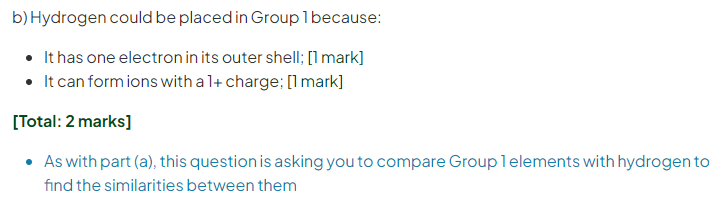 b) Hydrogen could be placed in Group 1 because:
• It has one electron in its outer shell; [1 mark]
• It can form ions with a 1+ charge; [1 mark]
[Total: 2 marks]
• As with part (a), this question is asking you to compare Group 1 elements with hydrogen to
find the similarities between them